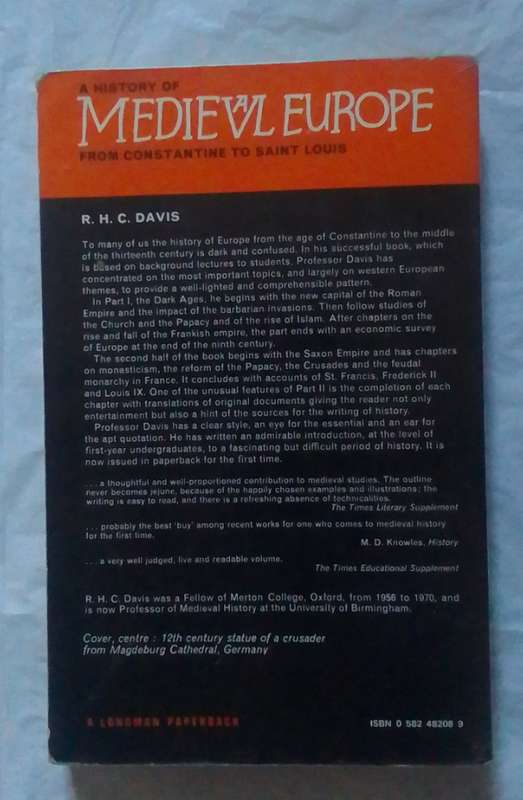 A HISTORY OF
MEDIEVAL EUROPE
FROM CONSTANTINE TO SAINT LOUIS
R. H. C. DAVIS
To many of us the history of Europe from the age of Constantine to the middle
of the thirteenth century is dark and confused. In his successful book, which
is based on background lectures to students. Professor Davis has
concentrated on the most important topics, and largely on western European
themes, to provide a well-lighted and comprehensible pattern.
In Part I, the Dark Ages, he begins with the new capital of the Roman
Empire and the impact of the barbarian invasions. Then follow studies of
the Church and the Papacy and of the rise of Islam. After chapters on the
rise and fall of the Frankish empire, the part ends with an economic survey
of Europe at the end of the ninth century.
The second half of the book begins with the Saxon Empire and has chapters
on monasticism, the reform of the Papacy, the Crusades and the feudal
monarchy in France. It concludes with accounts of St. Francis, Frederick II
and Louis IX. One of the unusual features of Part II is the completion of each
chapter with translations of original documents giving the reader not only
entertainment but also a hint of the sources for the writing of history.
Professor Davis has a clear style, an eye for the essential and an ear for
the apt quotation. He has written an admirable introduction, at the level of
first-year undergraduates, to a fascinating but difficult period of history. It is
now issued in paperback for the first time.
. . . a thoughtful and well-proportioned contribution to medieval studies. The outline
never becomes jejune, because of the happily chosen examples and illustrations; the
writing is easy to read, and there is a refreshing absence of technicalities.
The Times Literary Supplement
. . . probably the best 'buy' among recent works for one who comes to medieval history
for the first time.
M. D. Knowles, History
. . . a very well judged, live and readable volume.
The Times Educational Supplement
R. H. C. Davis was a Fellow of Merton College, Oxford, from 1956 to 1970, and
is now Professor of Medieval History at the University of Birmingham.
Cover, centre : 12th century statue of a crusader
from Magdeburg Cathedral, Germany
A LONGMAN PAPERBACK
ISBN 0 582 48208 9